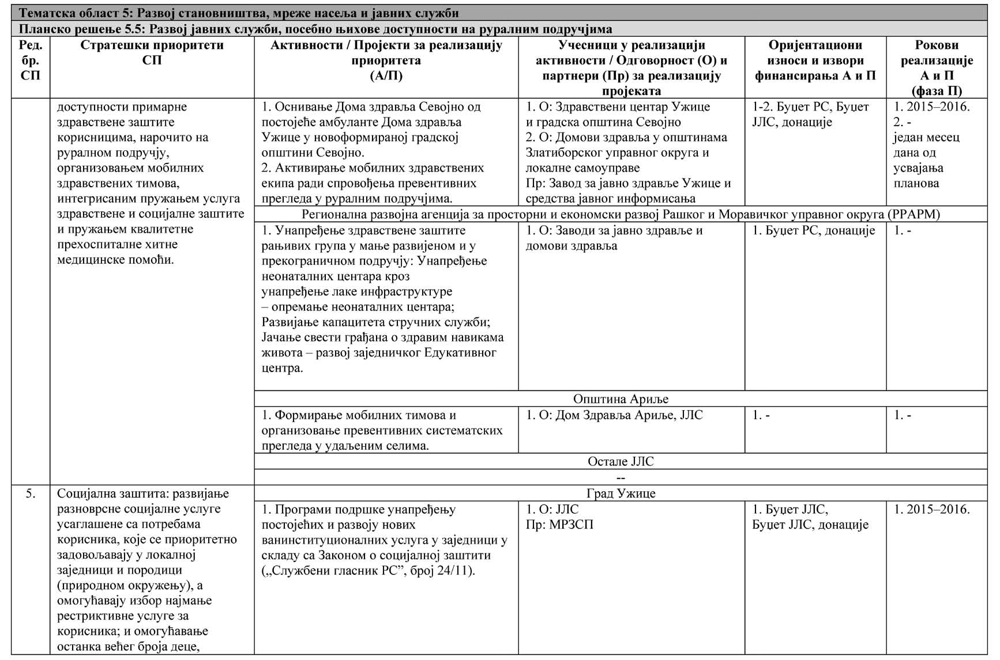 Тематска област 5: Развој становништва, мреже насеља и јавних служби
Планско решење 5.5: Развој јавних служби, посебно њихове доступности на руралним подручјима
Ред.
бр.
СП
Стратешки приоритети
СП
Активности / Пројекти за реализацију
приоритета
(А/П)
Учесници у реализацији
активности / Одговорност (О) и
партнери (Пр) за реализацију
пројеката
Оријентациони
износи и извори
финансирања А и П
Рокови
реализације
А и П
(фаза П)
доступности примарне
здравствене заштите
корисницима, нарочито на
руралном подручју,
организовањем мобилних
здравствених тимова,
интегрисаним пружањем услуга
здравствене и социјалне заштите
и пружањем квалитетне
прехоспиталне хитне
медицинске помоћи.
1. Оснивање Дома здравља Севојно од
постојеће амбуланте Дома здравља
Ужице у новоформираној градској
општини Севојно.
2. Активирање мобилних здравствених
екипа ради спровођења превентивних
прегледа у руралним подручјима.
1. О: Здравствени центар Ужице
и градска општина Севојно
2. О: Домови здравља у општинама
Златиборског управног округа и
локалне самоуправе
Пр: Завод за јавно здравље Ужице и
средства јавног информисања
1-2. Буџет РС, Буџет
ЈЛС, донације
1. 2015–2016.
2. -
један месец
дана од
усвајања
планова
Регионална развојна агенција за просторни и економски развој Рашког и Моравичког управног округа (РРАРМ)
1. Унапређење здравствене заштите
рањивих група у мање развијеном и у
прекограничном подручју: Унапређење
неонаталних центара кроз
унапређење лаке инфраструктуре
– опремање неонаталних центара;
Развијање капацитета стручних служби;
Јачање свести грађана о здравим навикама
живота – развој заједничког Едукативног
центра.
1. О: Заводи за јавно здравље и
домови здравља
1. Буџет РС, донације
1. -
Општина Ариље
1. Формирање мобилних тимова и
организовање превентивних систематских
прегледа у удаљеним селима.
1. О: Дом Здравља Ариље, ЈЛС
1. -
1. -
Остале ЈЛС
--
5.
Социјална заштита: развијање
разноврсне социјалне услуге
усаглашене са потребама
корисника, које се приоритетно
задовољавају у локалној
заједници и породици
(природном окружењу), а
омогућавају избор најмање
рестриктивне услуге за
корисника; и омогућавање
останка већег броја деце,
Град Ужице
1. Програми подршке унапређењу
постојећих и развоју нових
ванинституционалних услуга у заједници у
складу са Законом о социјалној заштити
(„Службени гласник РС”, број 24/11).
1. О: ЈЛС
Пр: МРЗСП
1. Буџет ЈЛС,
Буџет ЈЛС, донације
1. 2015–2016.